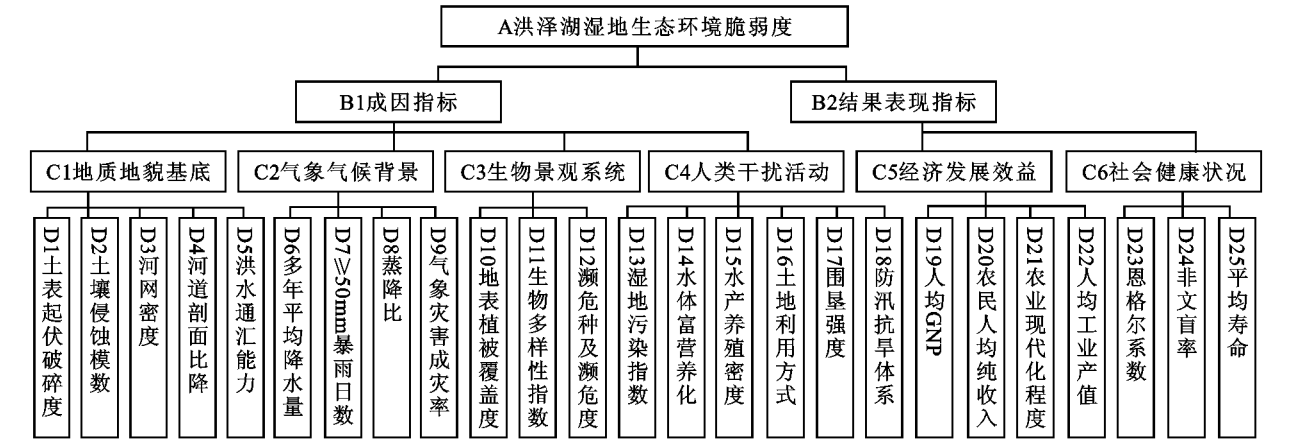 A洪泽湖湿地生态环境脆弱度
B1成因指标
B2结果表现指标
C1地质地貌基底
C2气象气候背景
C3生物景观系统
C4人类干扰活动
C5经济发展效益
C6社会健康状况
D1土表起伏破碎度
D2土壤侵蚀模数
D3河网密度
D4河道剖面比降
D5洪水通汇能力
D6多年平均降水量
D7≥50mm暴雨日数
D8蒸降比
D9气象灾害成灾率
D10地表植被覆盖度
D11生物多样性指数
D12濒危种及濒危度
D13湿地污染指数
D14水体富营养化
D15水产养殖密度
D16土地利用方式
D17围垦强度
D18防汛抗旱体系
D19人均GNP
D20农民人均纯收入
D21农业现代化程度
D22人均工业产值
D23恩格尔系数
D24非文盲率
D25平均寿命